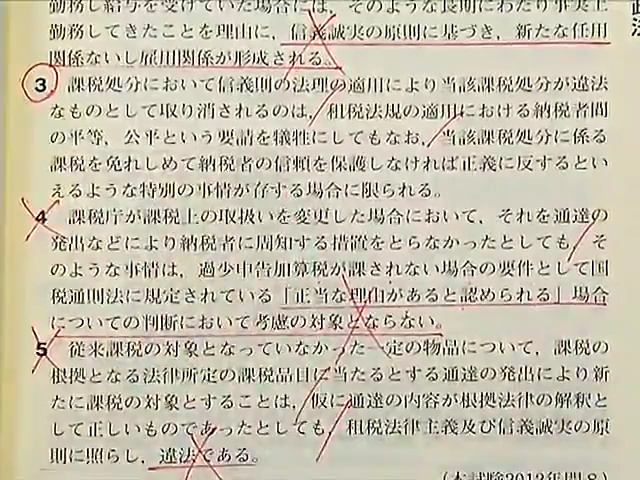 務し給与を受けていた場合には，そのような長期にわたり事実上
勤務してきたことを理由に，信義誠実の原則に基づき，新たな任用
関係ないし雇用関係が形成される。
3 課税処分において信義則の法理の適用により当該課税処分が違法
なものとして取り消されるのは，租税法規の適用における納税者間
の平等，公平という要請を犠牲にしてもなお，当該課税処分に係る
課税を免れしめて納税者の信頼を保護しなければ正義に反するとい
えるような特別の事情が存する場合に限られる。
4 課税庁が課税上の取扱いを変更した場合において，それを通達の
発出などにより納税者に周知する措置をとらなかったとしても，そ
のような事情は，過少申告加算税が課されない場合の要件として国
税通則法に規定されている「正当な理由があると認められる」場合
についての判断において考慮の対象とならない。
5 従来課税の対象となっていなかった一定の物品について，課税の
根拠となる法律所定の課税品目に当たるとする通達の発出により新
たに課税の対象とすることは，仮に通達の内容が根拠法律の解釈と
して正しいものであったとしても，租税法律主義及び信義誠実の原
則に照らし，違法である。
(本試験2012年問8)